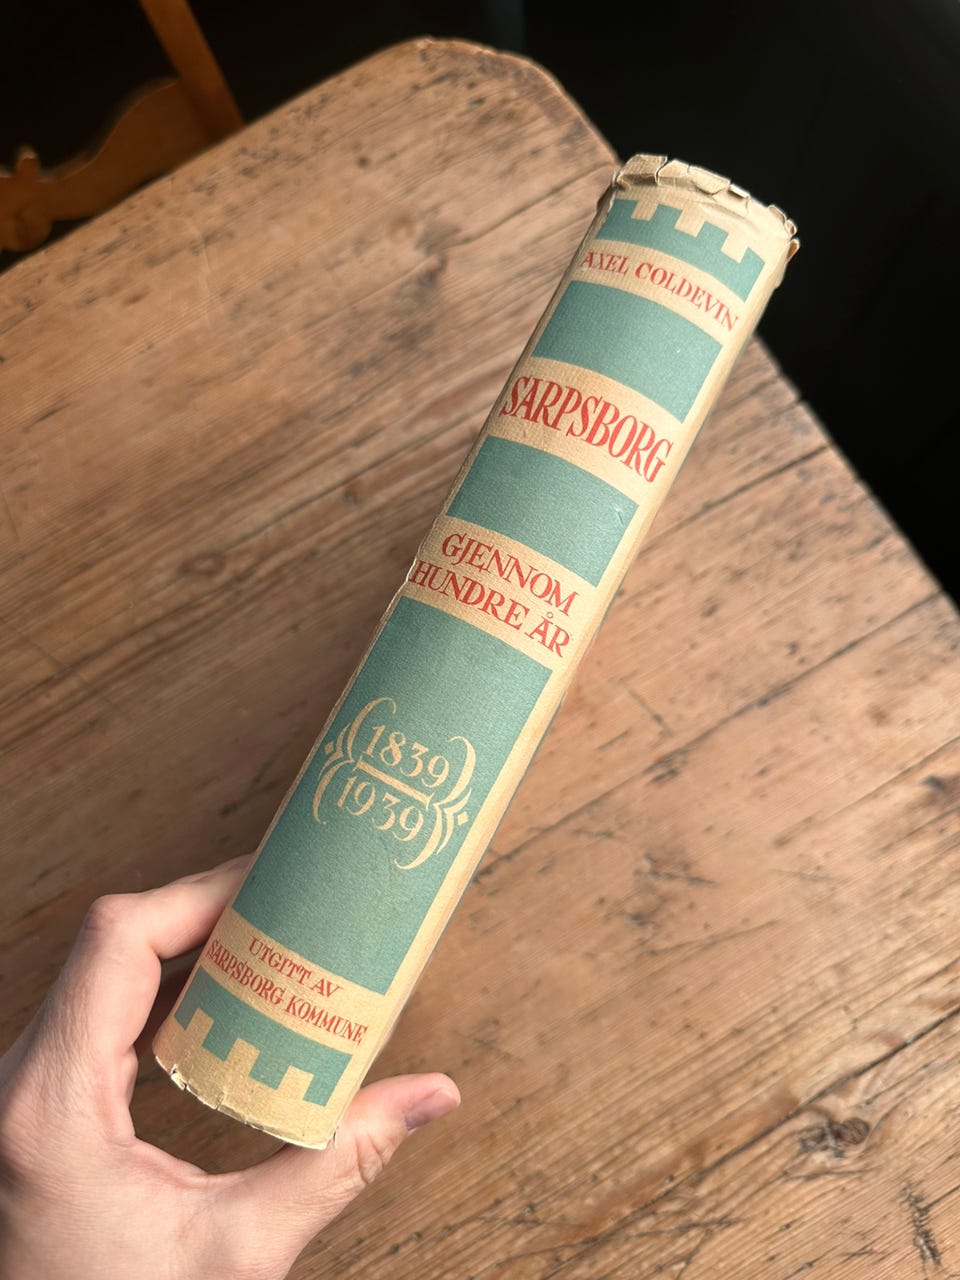 AXEL COLDEVIN
SARPSBORG
GJENNOM
HUNDRE ÅR
1839
1939
UTGITT AV
SARPSBORG KOMMUNE